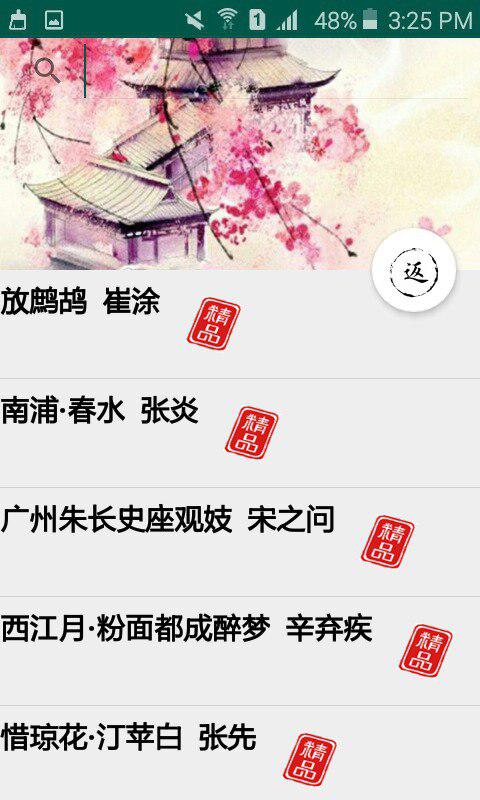 1 48% 3:25 PM
返
放鹧鸪 崔涂
精品
南浦·春水 张炎
精品
广州朱长史座观妓 宋之问
精品
西江月·粉面都成醉梦 辛弃疾
精品
惜琼花·汀苹白 张先
精品